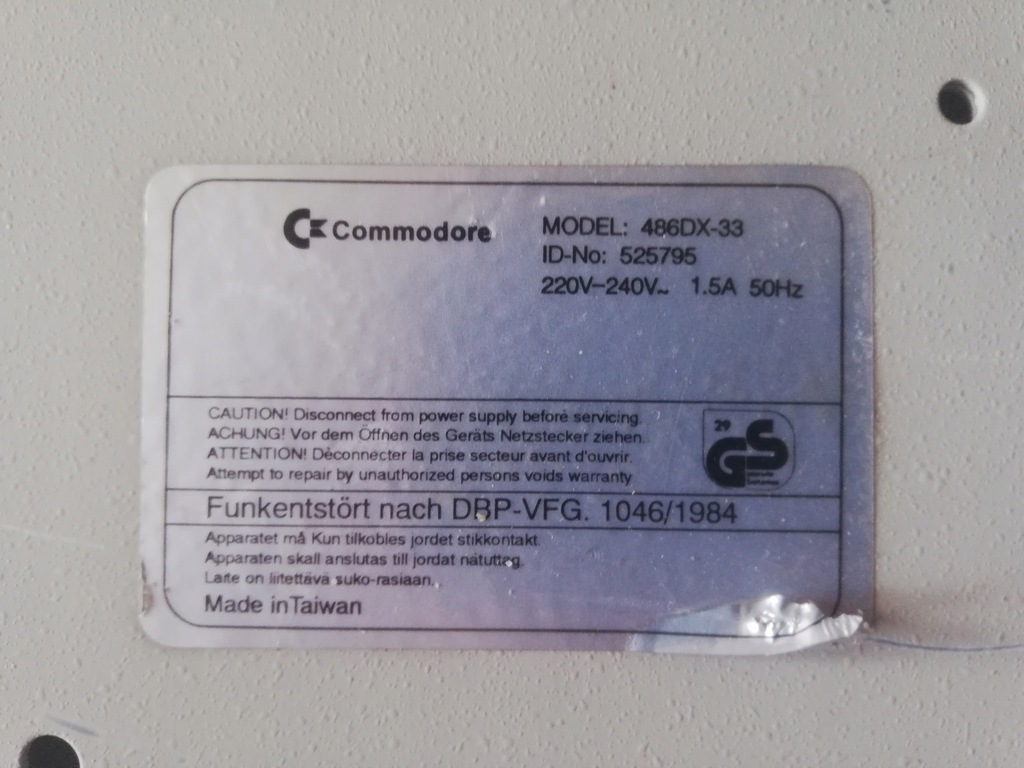 Commodore
MODEL: 486DX-33
ID-No: 525795
220V-240V~ 1.5A 50Hz
CAUTION! Disconnect from power supply before servicing.
ACHUNG! Vor dem Öffnen des Geräts Netzstecker ziehen.
ATTENTION! Déconnecter la prise secteur avant d'ouvrir.
Attempt to repair by unauthorized persons voids warranty
29
GS
Funkentstört nach DBP-VFG. 1046/1984
Apparatet må Kun tilkobles jordet stikkontakt.
Apparaten skall anslutas till jordat natuttag.
Laite on liitettävä suko-rasiaan.
Made in Taiwan